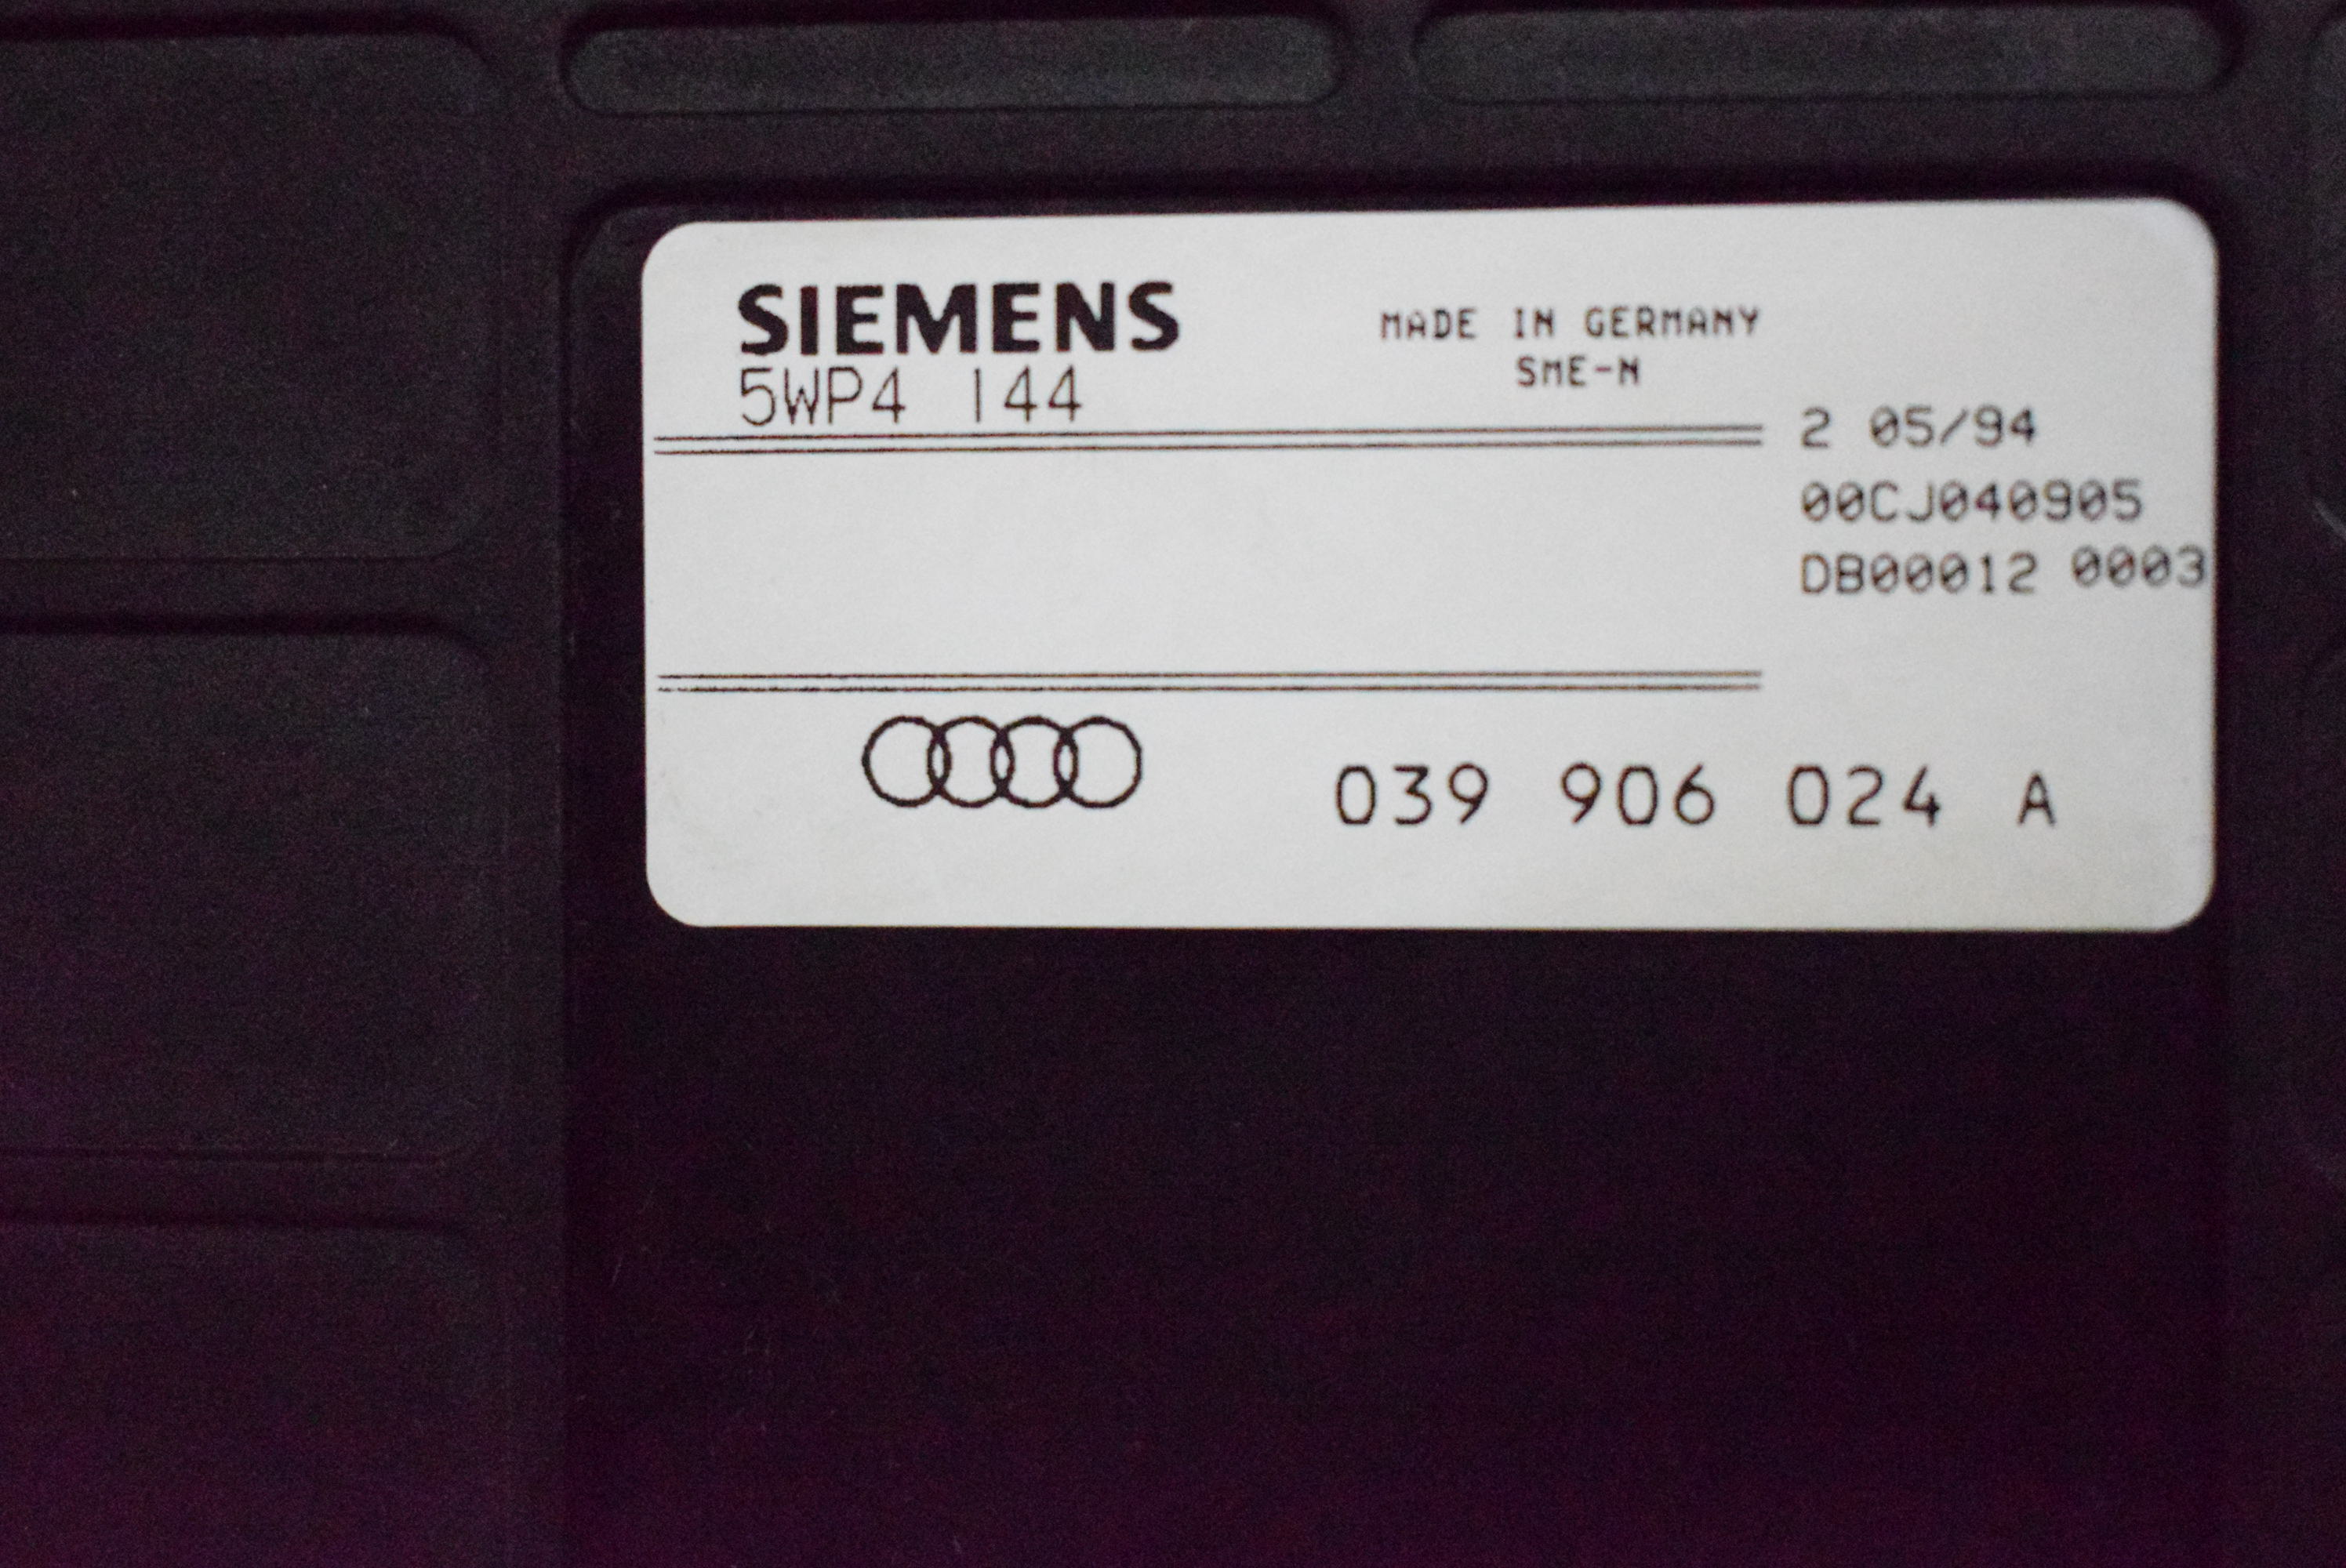 SIEMENS
5WP4 144
MADE IN GERMANY
SME-N
2 05/94
00CJ040905
DB00012 0003
039 906 024 A